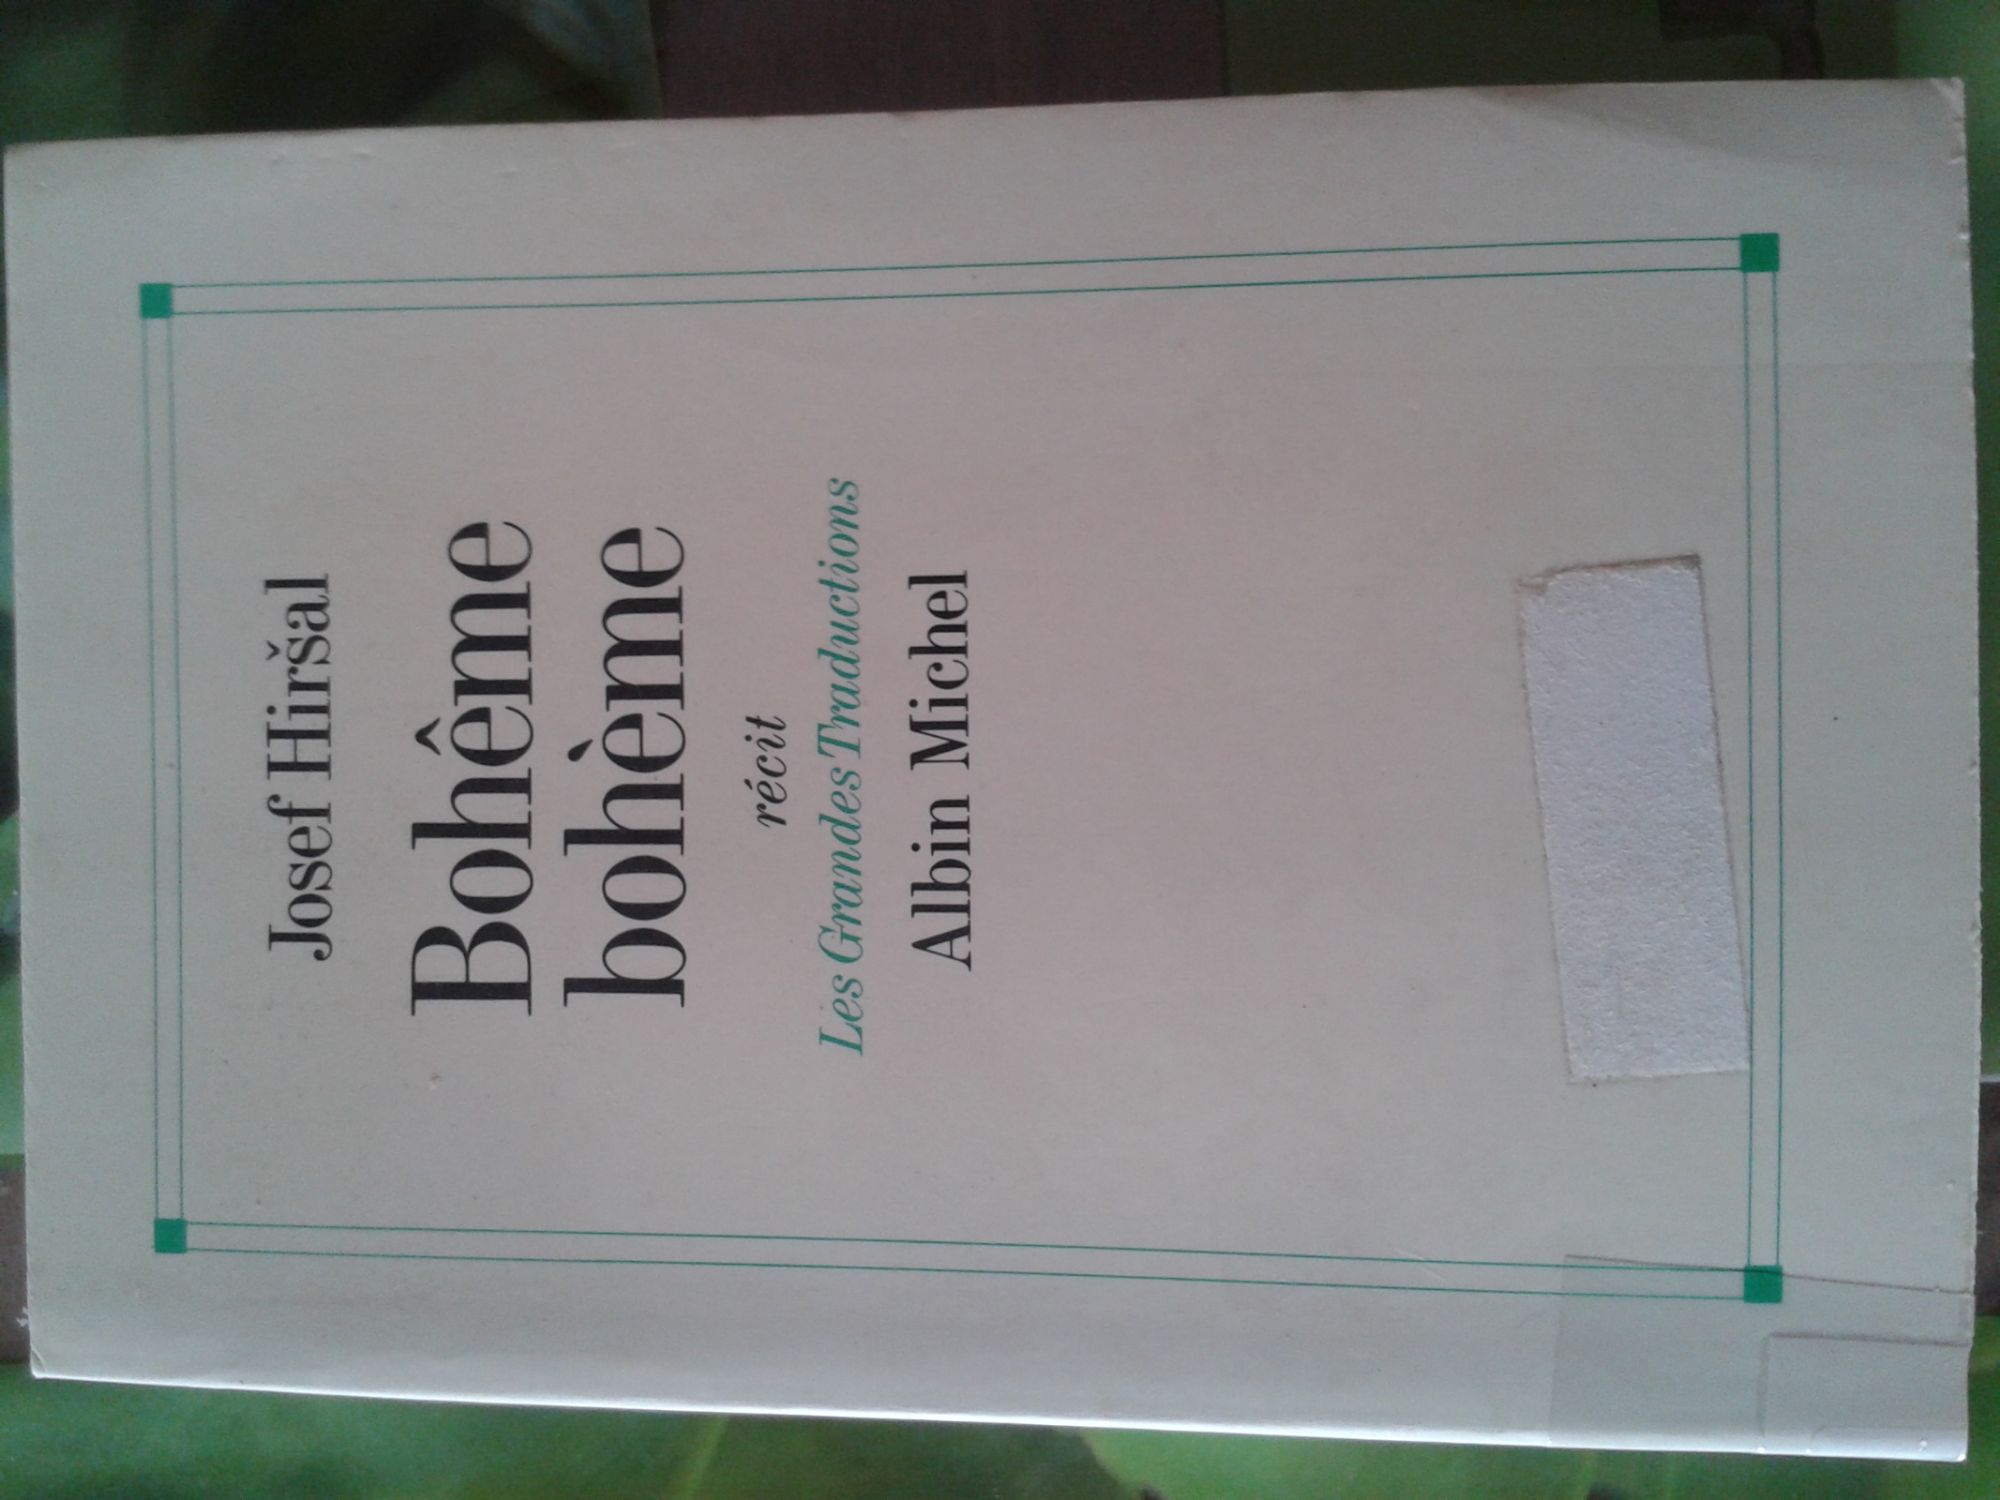 Josef Hiršal
Bohême
bohème
récit
Les Grandes Traductions
Albin Michel